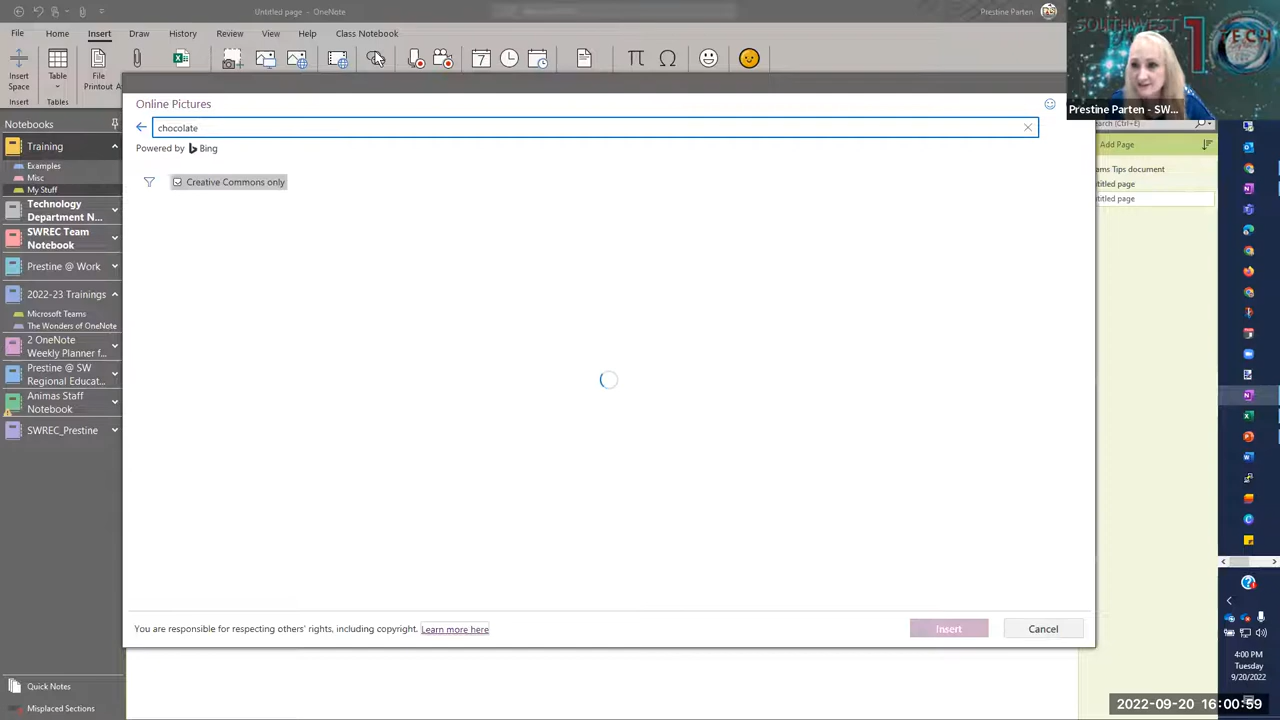 Untitled page - OneNote
Prestine Parten
File Home Insert Draw History Review View Help Class Notebook
Insert
Space
Table
File
Printout
Insert
Tables
SOUTHWEST
TECH
Prestine Parten - SW...
Notebooks
Training
Examples
Misc
My Stuff
Technology
Department N...
SWREC Team
Notebook
Prestine @ Work
2022-23 Trainings
Microsoft Teams
The Wonders of OneNote
2 OneNote
Weekly Planner f...
Prestine @ SW
Regional Educat...
Animas Staff
Notebook
SWREC_Prestine
Quick Notes
Misplaced Sections
Online Pictures
chocolate
Powered by Bing
Creative Commons only
You are responsible for respecting others' rights, including copyright. Learn more here
Insert
Cancel
(Ctrl+E)
Add Page
ams Tips document
titled page
titled page
4:00 PM
Tuesday
9/20/2022
2022-09-20 16:00:59